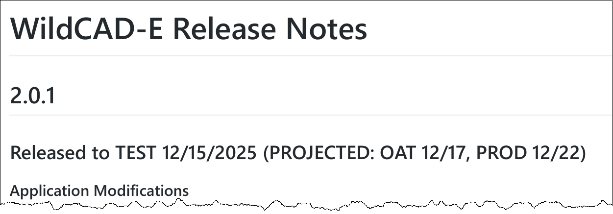 WildCAD-E Release Notes
2.0.1
Released to TEST 12/15/2025 (PROJECTED: OAT 12/17, PROD 12/22)
Application Modifications